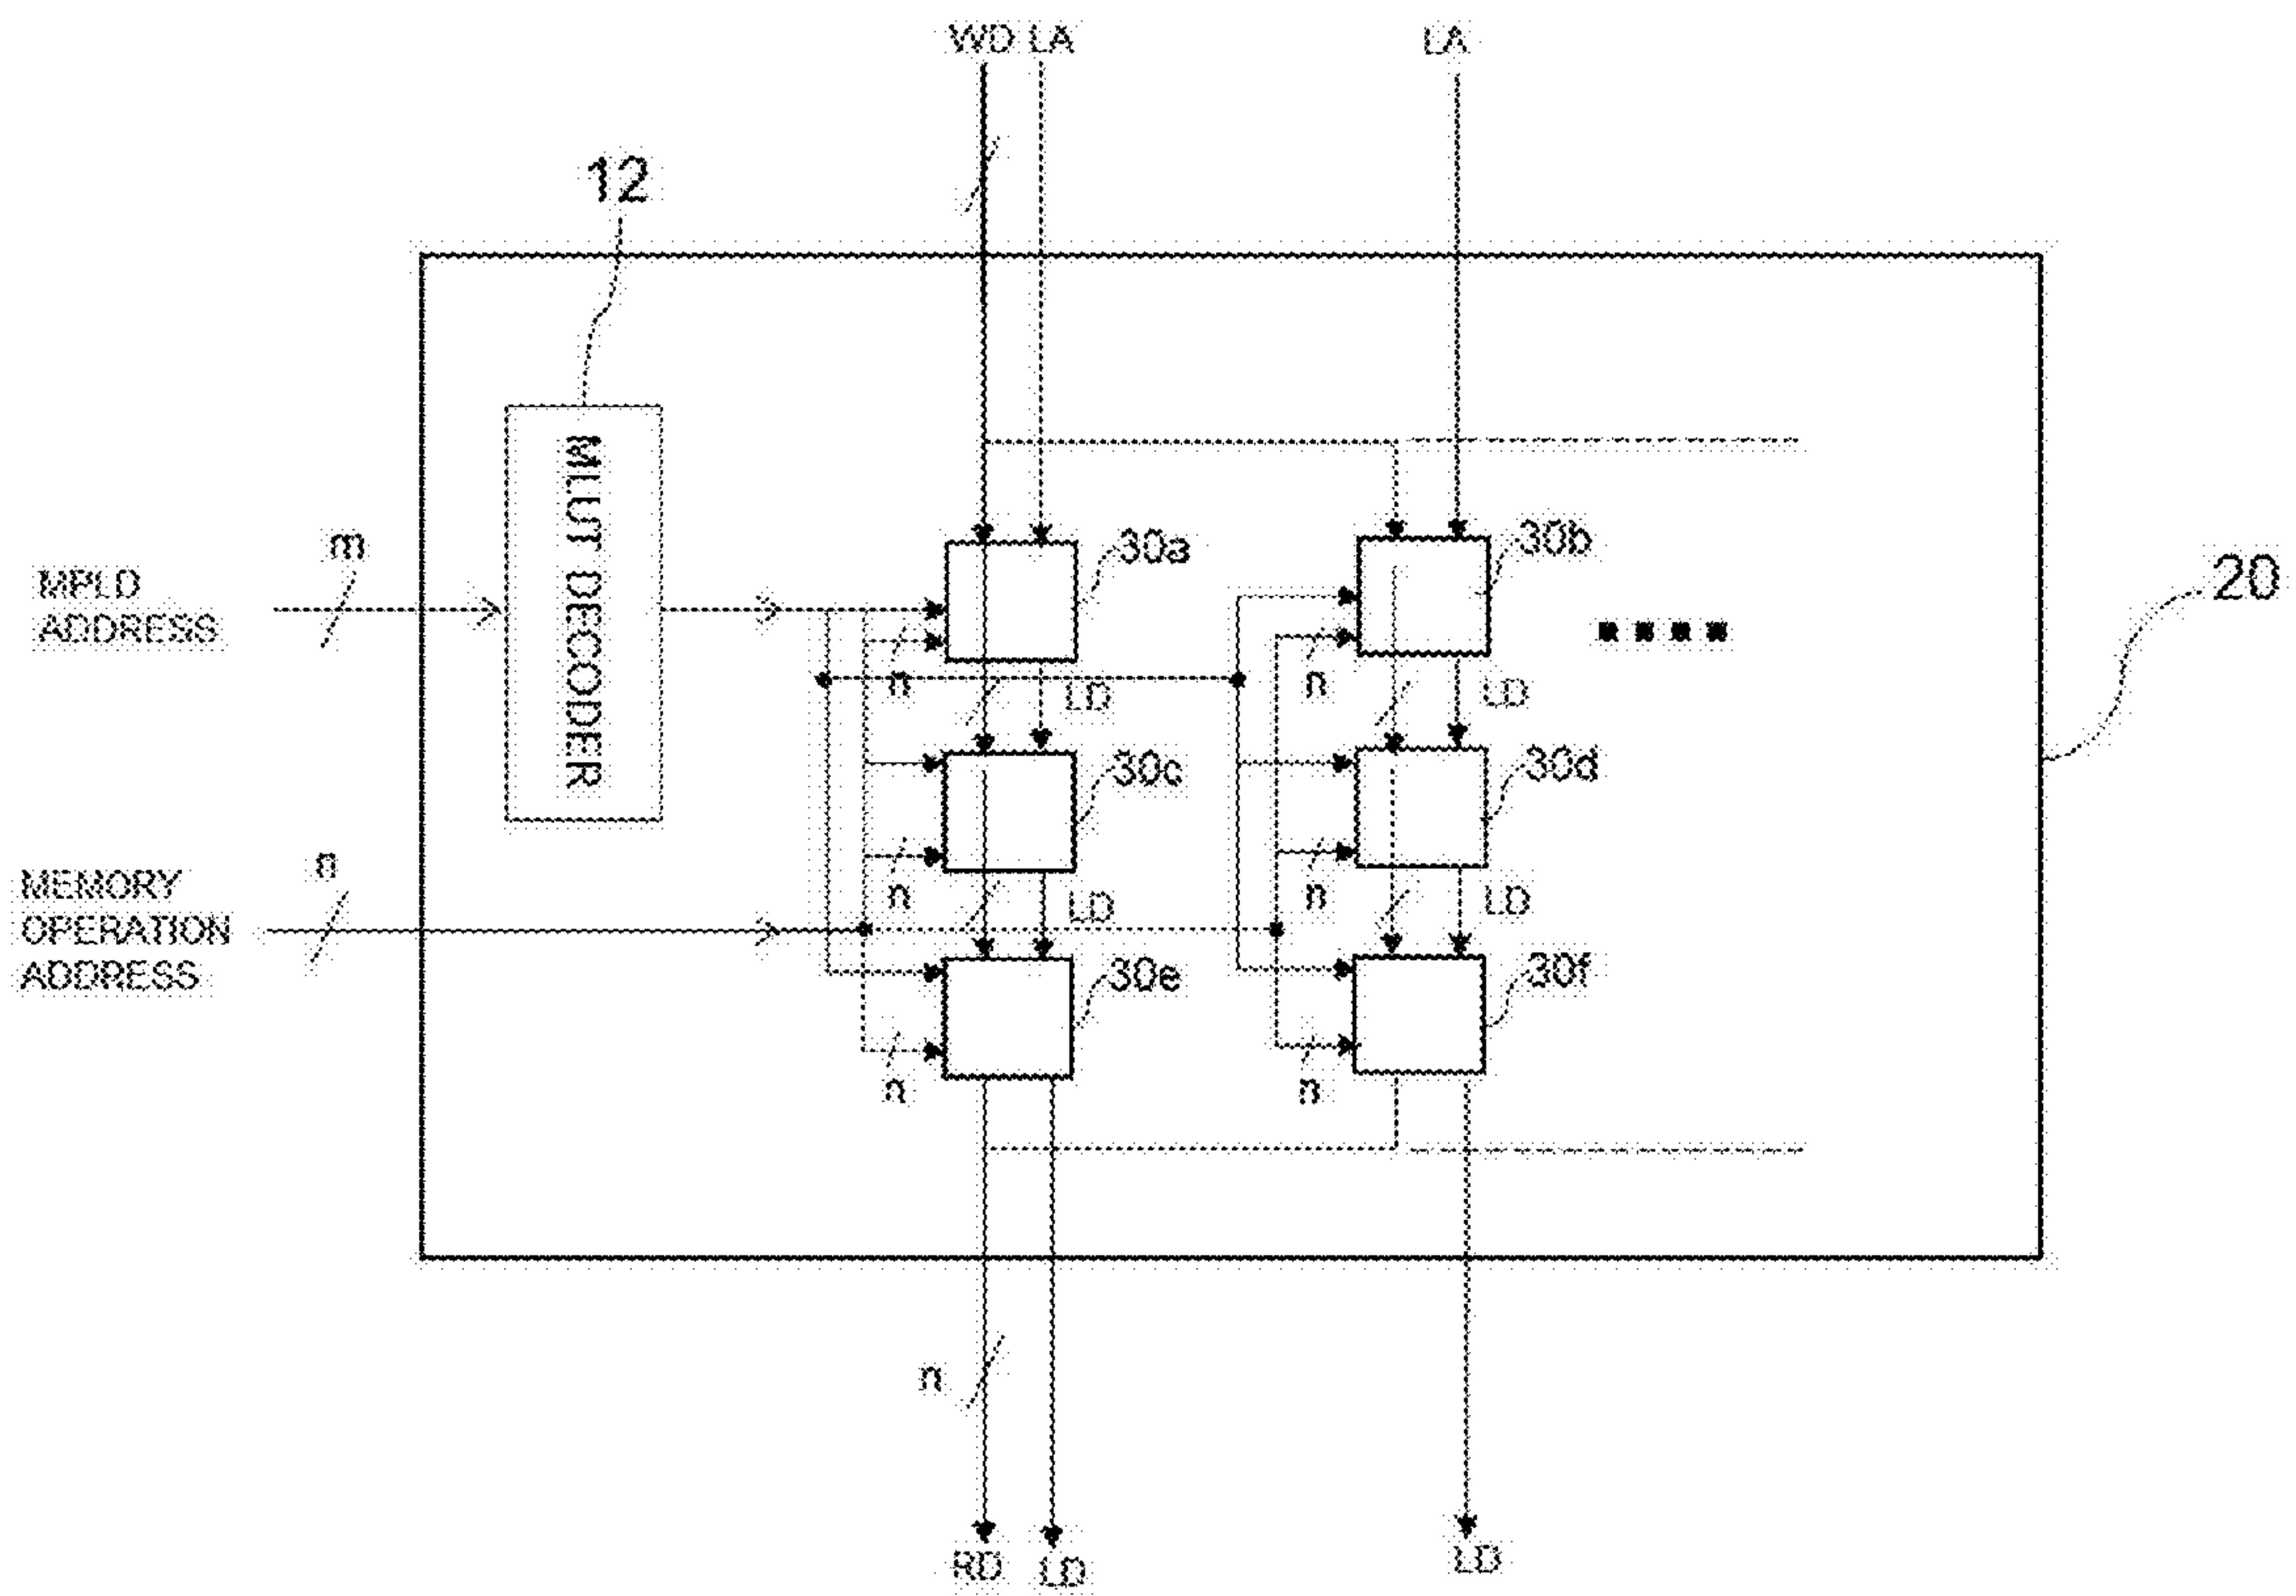 WD LA LA
12
MLUT DECODER
m
MPLD
ADDRESS
30a
30b
20
n
LD
n
LD
30c
30d
n
MEMORY
OPERATION
ADDRESS
n
LD
n
LD
30e
30f
n
n
n
RD LD LD